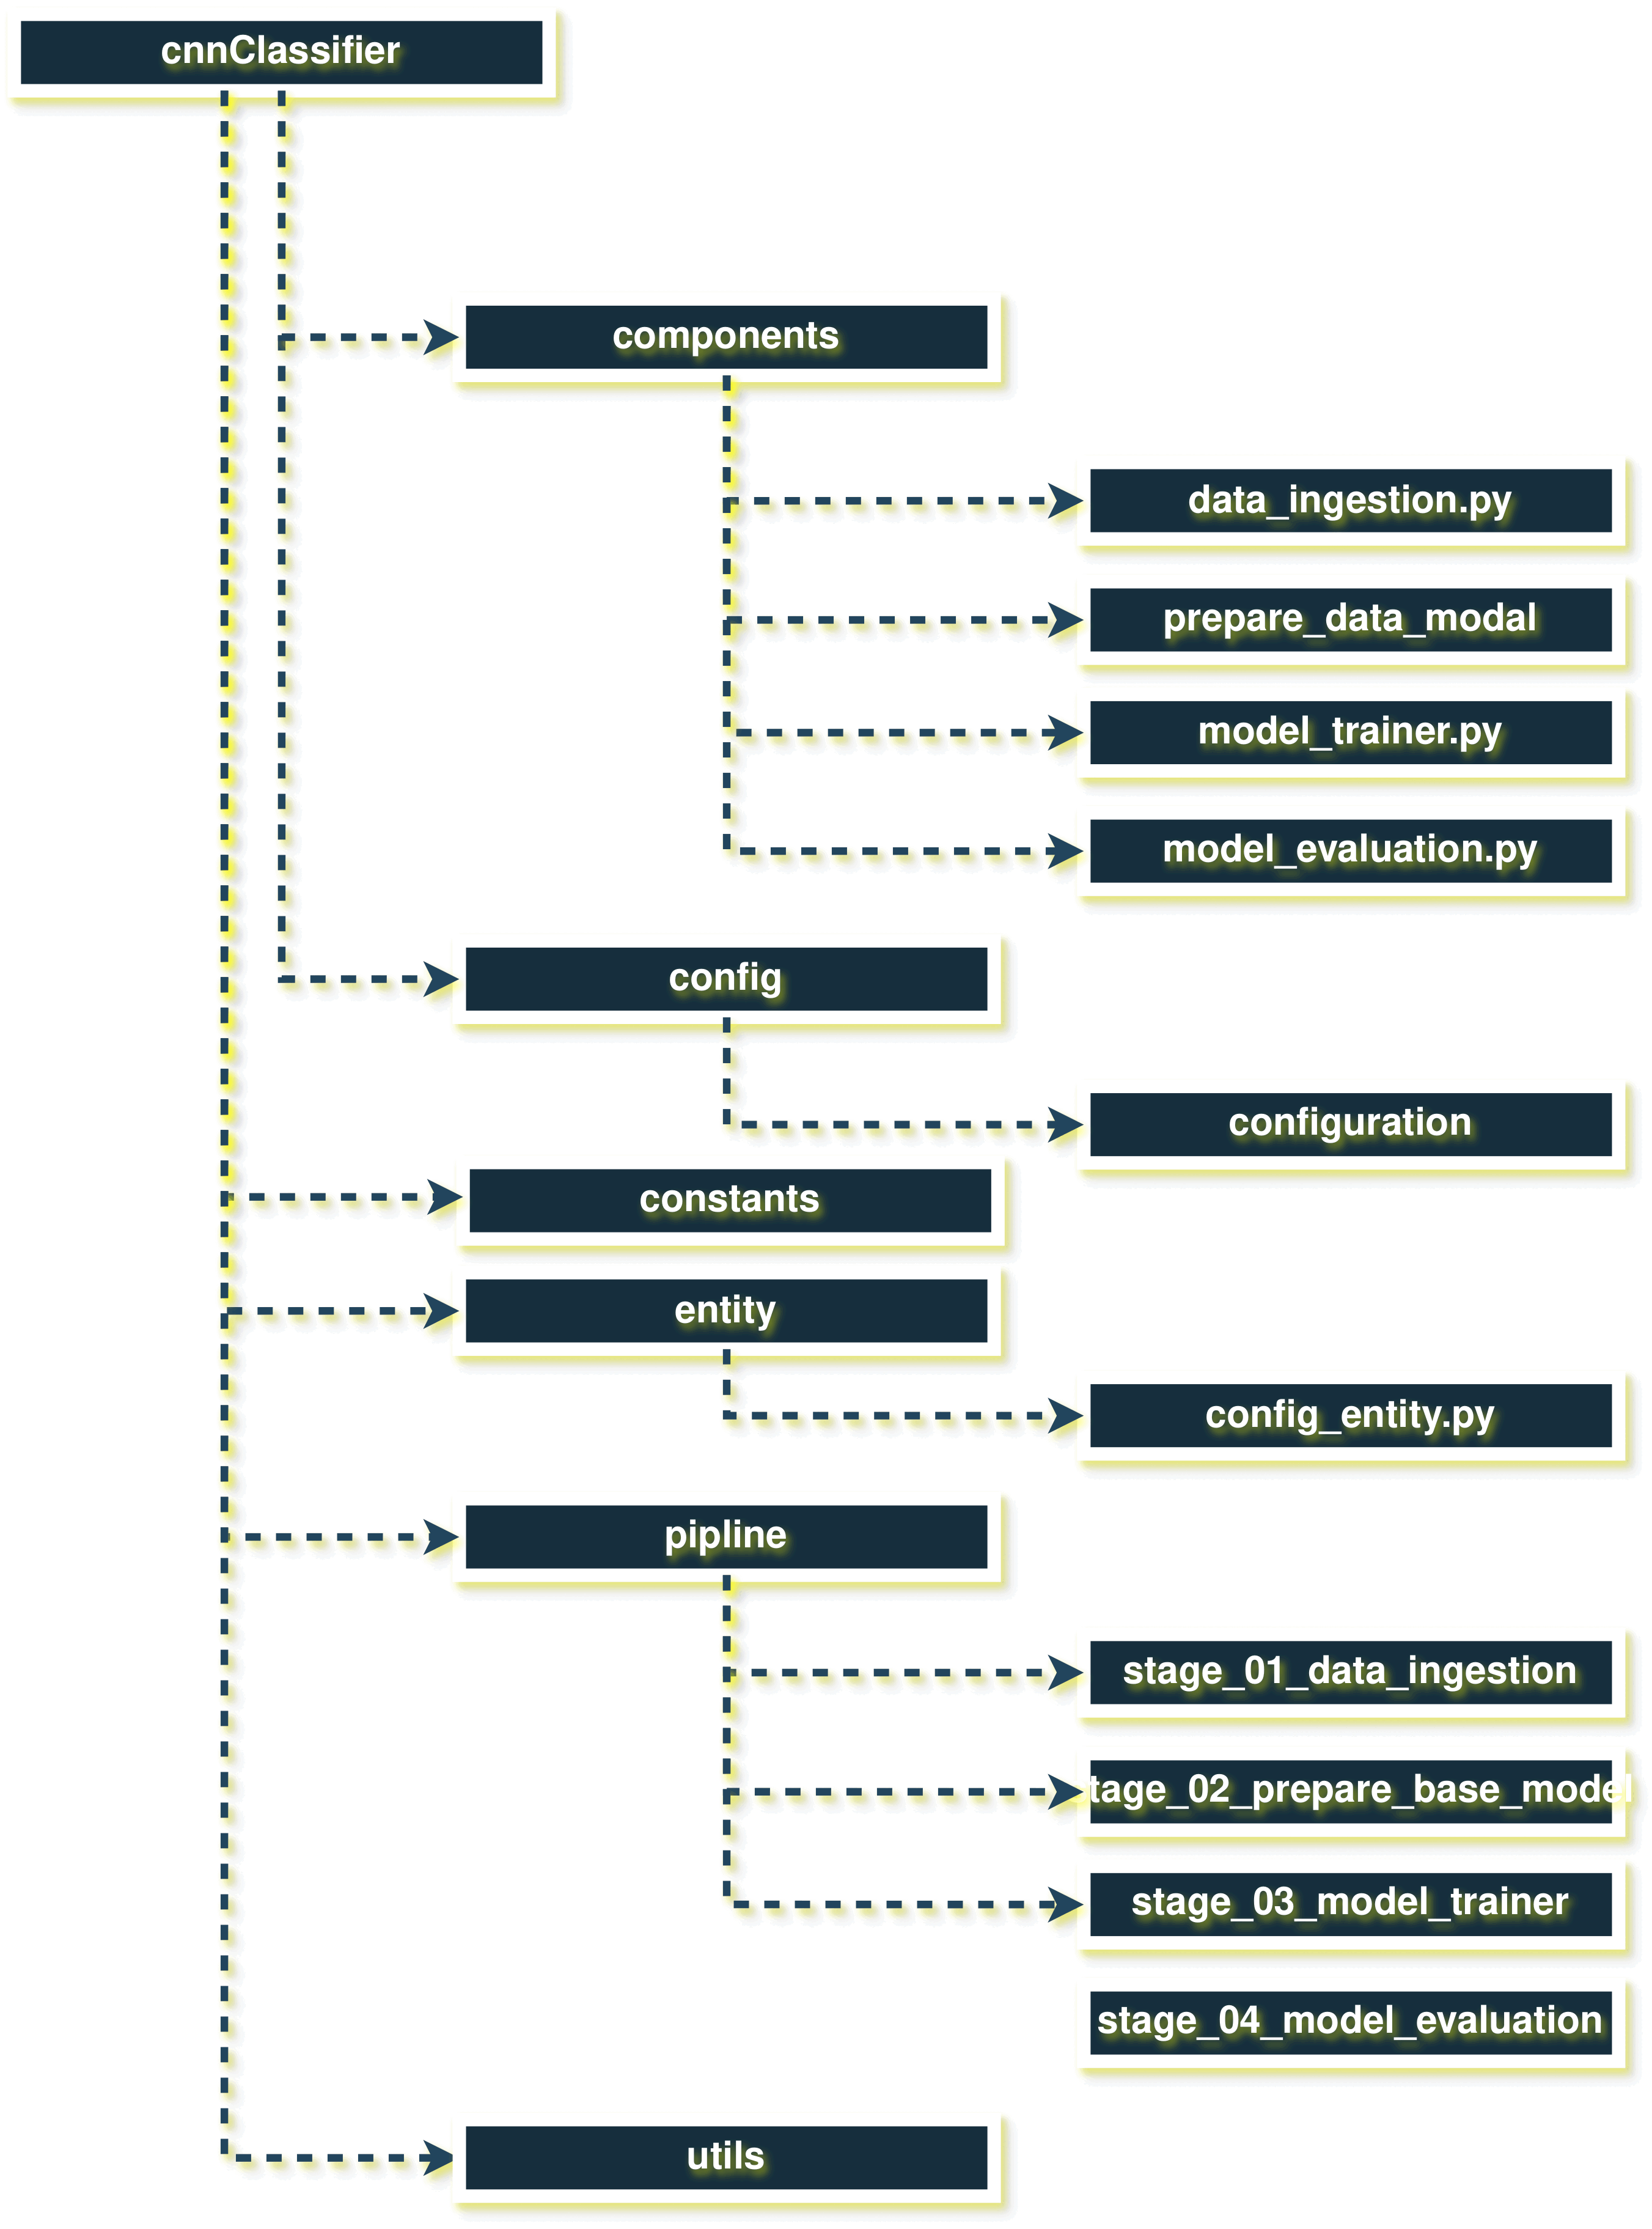 cnnClassifier
components
data_ingestion.py
prepare_data_modal
model_trainer.py
model_evaluation.py
config
configuration
constants
entity
config_entity.py
pipline
stage_01_data_ingestion
tage_02_prepare_base_model
stage_03_model_trainer
stage_04_model_evaluation
utils